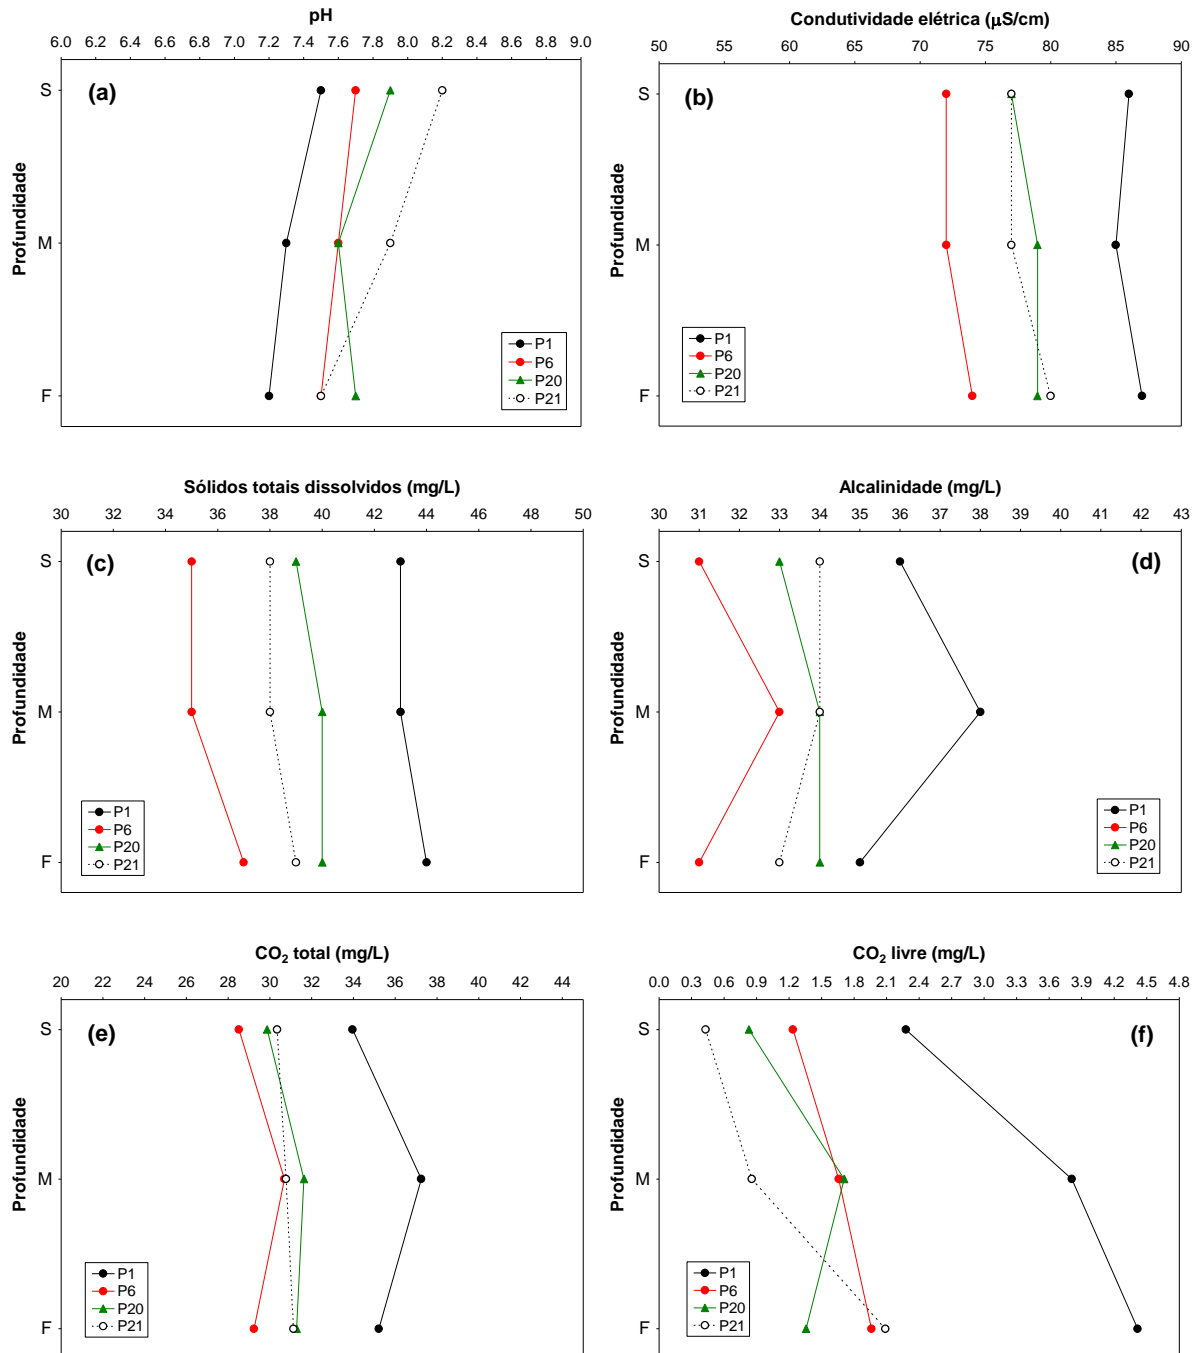 pH
6.0 6.2 6.4 6.6 6.8 7.0 7.2 7.4 7.6 7.8 8.0 8.2 8.4 8.6 8.8 9.0
(a)
Profundidade
S
M
F
P1
P6
P20
P21
Condutividade elétrica (µS/cm)
50 55 60 65 70 75 80 85 90
(b)
Profundidade
S
M
F
P1
P6
P20
P21
Sólidos totais dissolvidos (mg/L)
30 32 34 36 38 40 42 44 46 48 50
(c)
Profundidade
S
M
F
P1
P6
P20
P21
Alcalinidade (mg/L)
30 31 32 33 34 35 36 37 38 39 40 41 42 43
(d)
Profundidade
S
M
F
P1
P6
P20
P21
CO₂ total (mg/L)
20 22 24 26 28 30 32 34 36 38 40 42 44
(e)
Profundidade
S
M
F
P1
P6
P20
P21
CO₂ livre (mg/L)
0.0 0.3 0.6 0.9 1.2 1.5 1.8 2.1 2.4 2.7 3.0 3.3 3.6 3.9 4.2 4.5 4.8
(f)
Profundidade
S
M
F
P1
P6
P20
P21